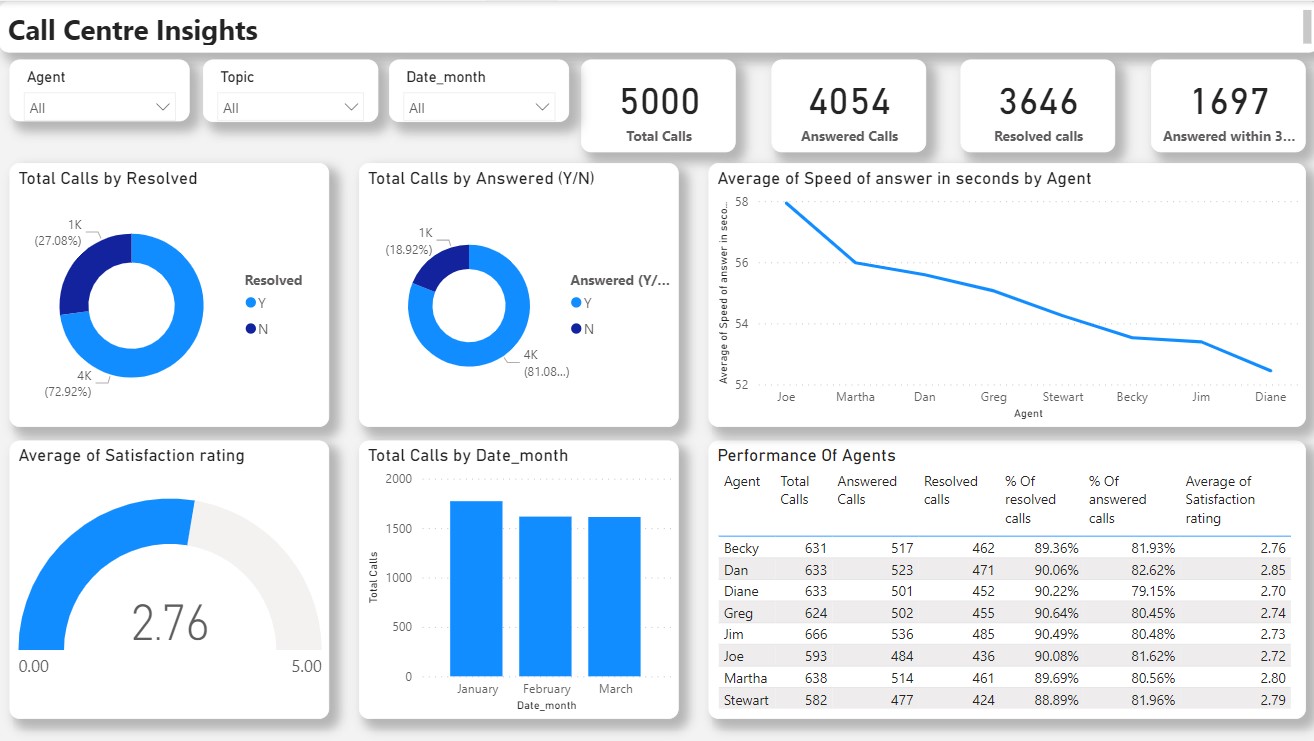 Call Centre Insights
Agent
All
Topic
All
Date_month
All
5000
Total Calls
4054
Answered Calls
3646
Resolved calls
1697
Answered within 3...
Total Calls by Resolved
1K
(27.08%)
4K
(72.92%)
Resolved
Y
N
Total Calls by Answered (Y/N)
1K
(18.92%)
4K
(81.08...)
Answered (Y/...
Y
N
Average of Speed of answer in seconds by Agent
Average of Speed of answer in seco...
58
56
54
52
Joe Martha Dan Greg Stewart Becky Jim Diane
Agent
Average of Satisfaction rating
2.76
0.00 5.00
Total Calls by Date_month
Total Calls
2000
1500
1000
500
0
January February March
Date_month
Performance Of Agents
Agent Total Answered Resolved % Of % Of Average of
Calls Calls calls resolved answered Satisfaction
calls calls rating
Becky 631 517 462 89.36% 81.93% 2.76
Dan 633 523 471 90.06% 82.62% 2.85
Diane 633 501 452 90.22% 79.15% 2.70
Greg 624 502 455 90.64% 80.45% 2.74
Jim 666 536 485 90.49% 80.48% 2.73
Joe 593 484 436 90.08% 81.62% 2.72
Martha 638 514 461 89.69% 80.56% 2.80
Stewart 582 477 424 88.89% 81.96% 2.79